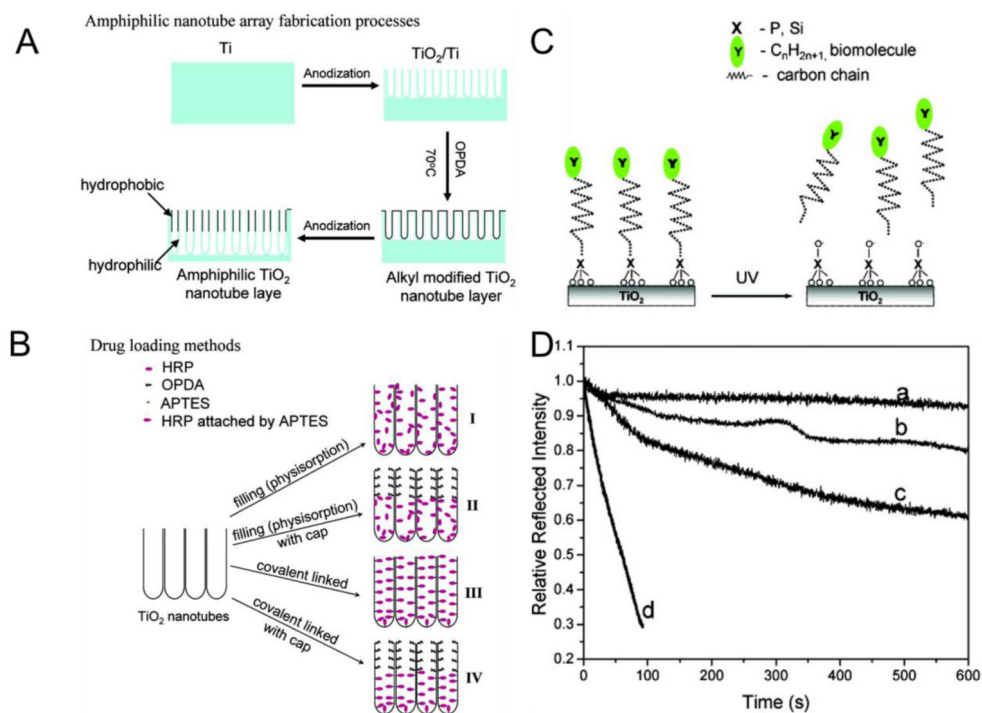 A
Amphiphilic nanotube array fabrication processes
Ti
Anodization
TiO2/Ti
OPDA
70ºC
hydrophobic
hydrophilic
Anodization
Amphiphilic TiO2
nanotube laye
Alkyl modified TiO2
nanotube layer
B
Drug loading methods
HRP
OPDA
APTES
HRP attached by APTES
filling (physisorption)
filling (physisorption)
with cap
covalent linked
covalent linked
with cap
TiO2 nanotubes
I
II
III
IV
C
X - P, Si
Y - CnH2n+1, biomolecule
- carbon chain
Y Y Y
Y Y Y
X X X
X X X
O O O
TiO2
UV
TiO2
D
Relative Reflected Intensity
1.1
1.0
0.9
0.8
0.7
0.6
0.5
0.4
0.3
0.2
a
b
c
d
0 100 200 300 400 500 600
Time (s)